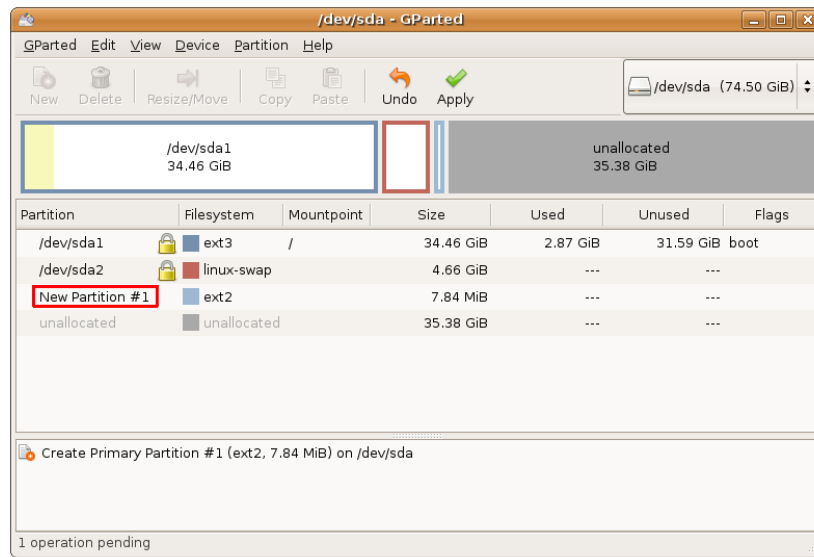 /dev/sda - GParted
GParted Edit View Device Partition Help
New Delete Resize/Move Copy Paste Undo Apply /dev/sda (74.50 GiB)
/dev/sda1
34.46 GiB
unallocated
35.38 GiB
Partition Filesystem Mountpoint Size Used Unused Flags
/dev/sda1 ext3 / 34.46 GiB 2.87 GiB 31.59 GiB boot
/dev/sda2 linux-swap 4.66 GiB --- ---
New Partition #1 ext2 7.84 MiB --- ---
unallocated unallocated 35.38 GiB --- ---
Create Primary Partition #1 (ext2, 7.84 MiB) on /dev/sda
1 operation pending